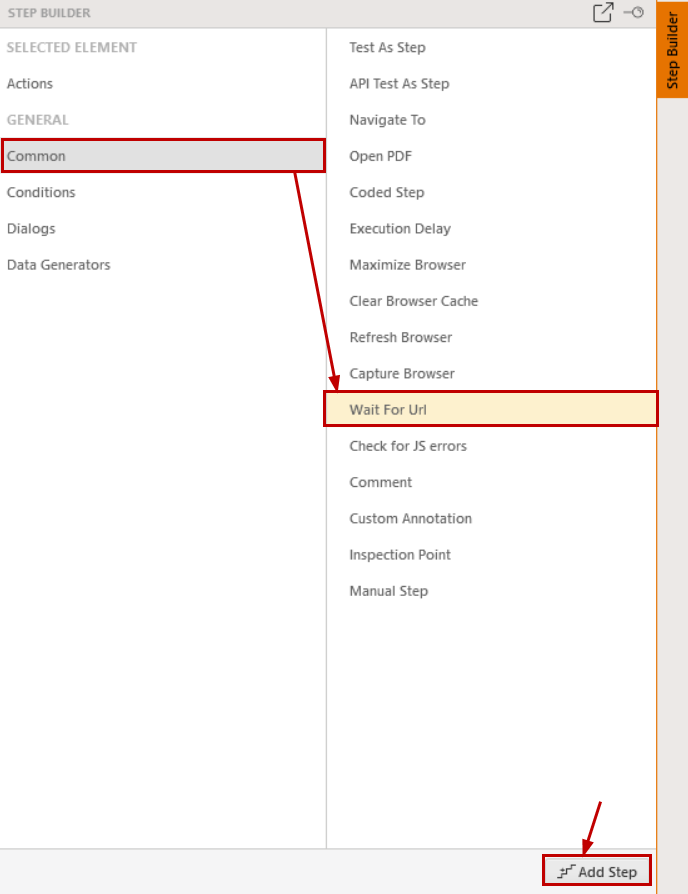 STEP BUILDER
Step Builder
SELECTED ELEMENT
Actions
GENERAL
Common
Conditions
Dialogs
Data Generators
Test As Step
API Test As Step
Navigate To
Open PDF
Coded Step
Execution Delay
Maximize Browser
Clear Browser Cache
Refresh Browser
Capture Browser
Wait For Url
Check for JS errors
Comment
Custom Annotation
Inspection Point
Manual Step
Add Step